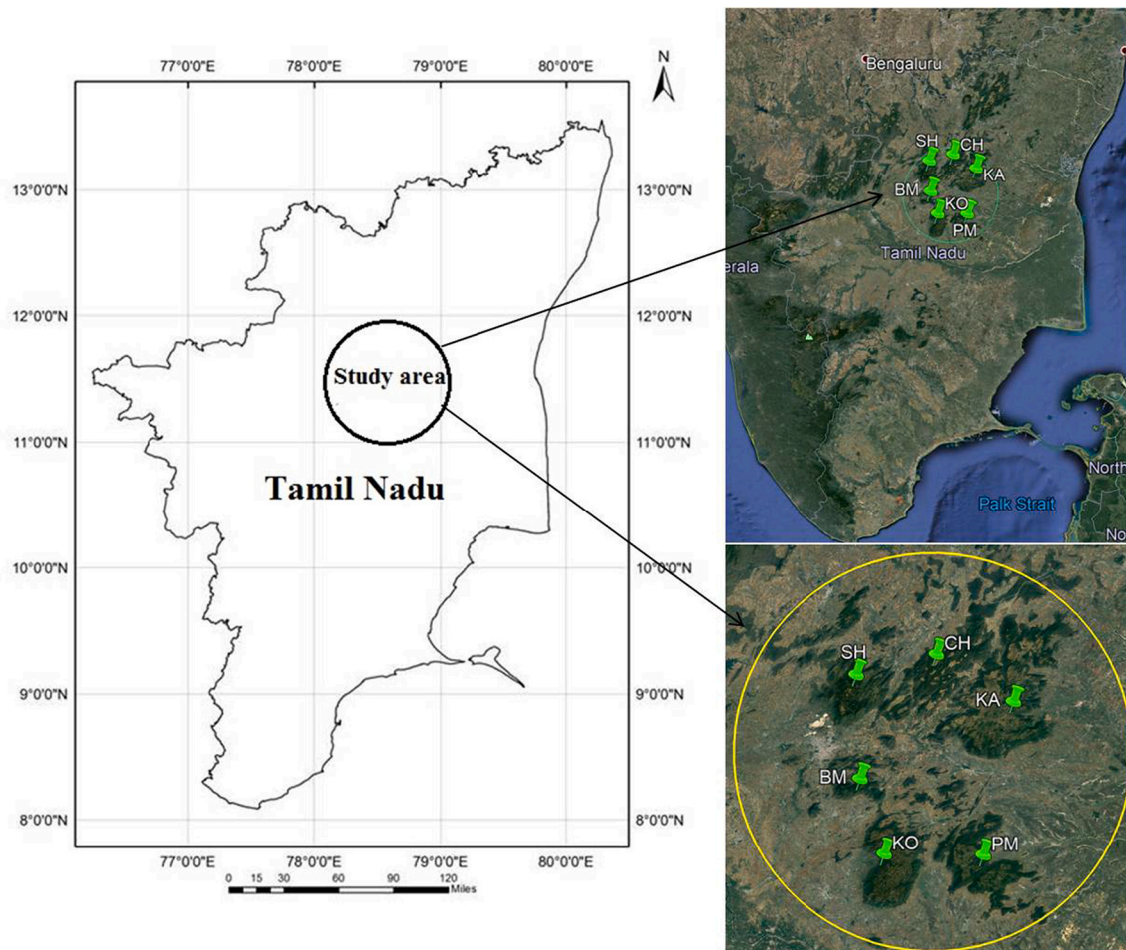 77°0'0"E 78°0'0"E 79°0'0"E 80°0'0"E
N
13°0'0"N 13°0'0"N
12°0'0"N 12°0'0"N
Study area
11°0'0"N 11°0'0"N
Tamil Nadu
10°0'0"N 10°0'0"N
9°0'0"N 9°0'0"N
8°0'0"N 8°0'0"N
77°0'0"E 78°0'0"E 79°0'0"E 80°0'0"E
0 15 30 60 90 120
Miles
Bengaluru
SH CH
KA
BM
KO
PM
Tamil Nadu
erala
North
Palk Strait
No
CH
SH
KA
BM
KO PM